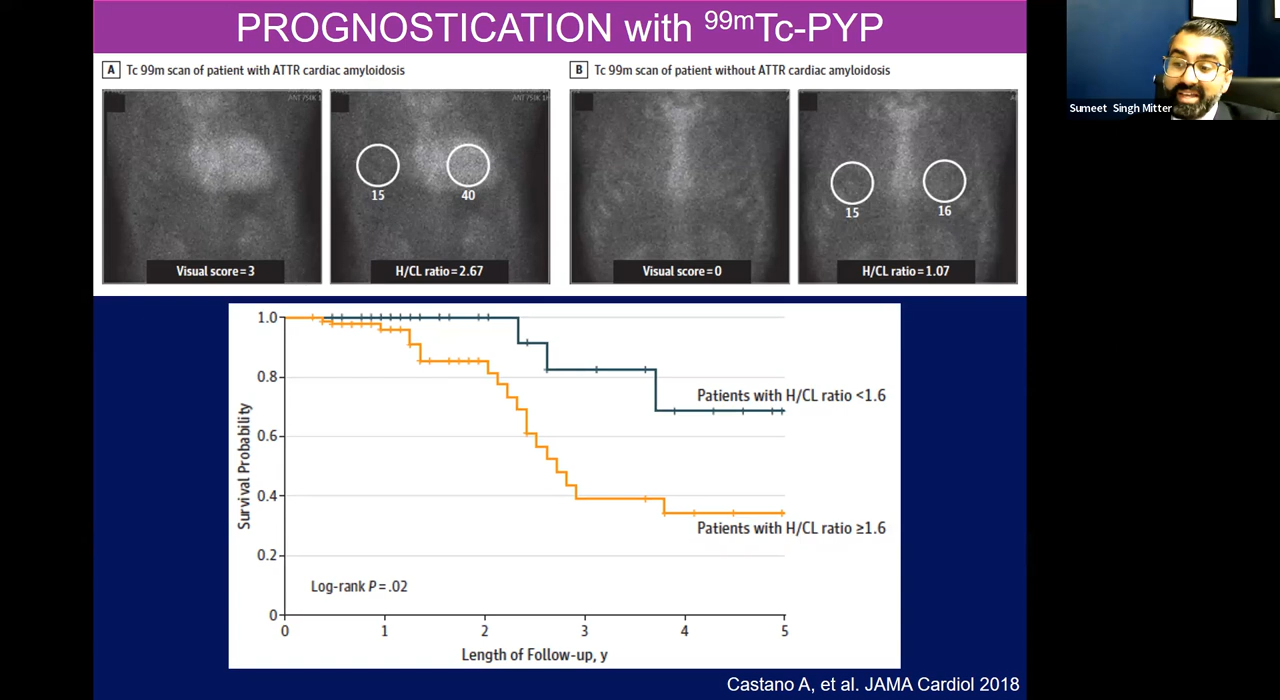 PROGNOSTICATION with 99mTc-PYP
A Tc 99m scan of patient with ATTR cardiac amyloidosis
B Tc 99m scan of patient without ATTR cardiac amyloidosis
15
40
15
16
Visual score=3
H/CL ratio=2.67
Visual score=0
H/CL ratio=1.07
Sumeet Singh Mitter
1.0
0.8
0.6
0.4
0.2
0
Survival Probability
Patients with H/CL ratio <1.6
Patients with H/CL ratio ≥1.6
Log-rank P=.02
0 1 2 3 4 5
Length of Follow-up, y
Castano A, et al. JAMA Cardiol 2018